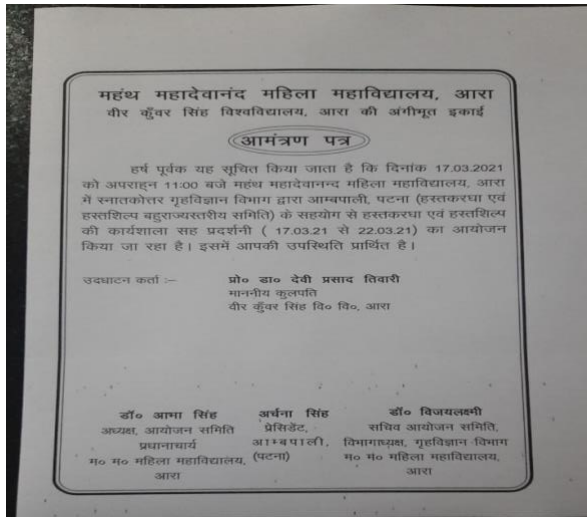 महंथ महादेवानंद महिला महाविद्यालय, आरा
वीर कुँवर सिंह विश्वविद्यालय, आरा की अंगीभूत इकाई
आमंत्रण पत्र
हर्ष पूर्वक यह सूचित किया जाता है कि दिनांक 17.03.2021
को अपराह्न 11:00 बजे महंथ महादेवानन्द महिला महाविद्यालय, आरा
में स्नातकोत्तर गृहविज्ञान विभाग द्वारा आम्बपाली, पटना (हस्तकरघा एवं
हस्तशिल्प बहुराज्यस्तरीय समिति) के सहयोग से हस्तकरघा एवं हस्तशिल्प
की कार्यशाला सह प्रदर्शनी ( 17.03.21 से 22.03.21) का आयोजन
किया जा रहा है। इसमें आपकी उपस्थिति प्रार्थित है।
उदघाटन कर्ता :– प्रो० डा० देवी प्रसाद तिवारी
माननीय कुलपति
वीर कुँवर सिंह वि० वि०, आरा
डॉ० आभा सिंह
अध्यक्ष, आयोजन समिति
प्रधानाचार्य
म० म० महिला महाविद्यालय,
आरा
अर्चना सिंह
प्रेसिडेंट,
आम्बपाली,
(पटना)
डॉ० विजयलक्ष्मी
सचिव आयोजन समिति,
विभागाध्यक्ष, गृहविज्ञान विभाग
म० म० महिला महाविद्यालय,
आरा